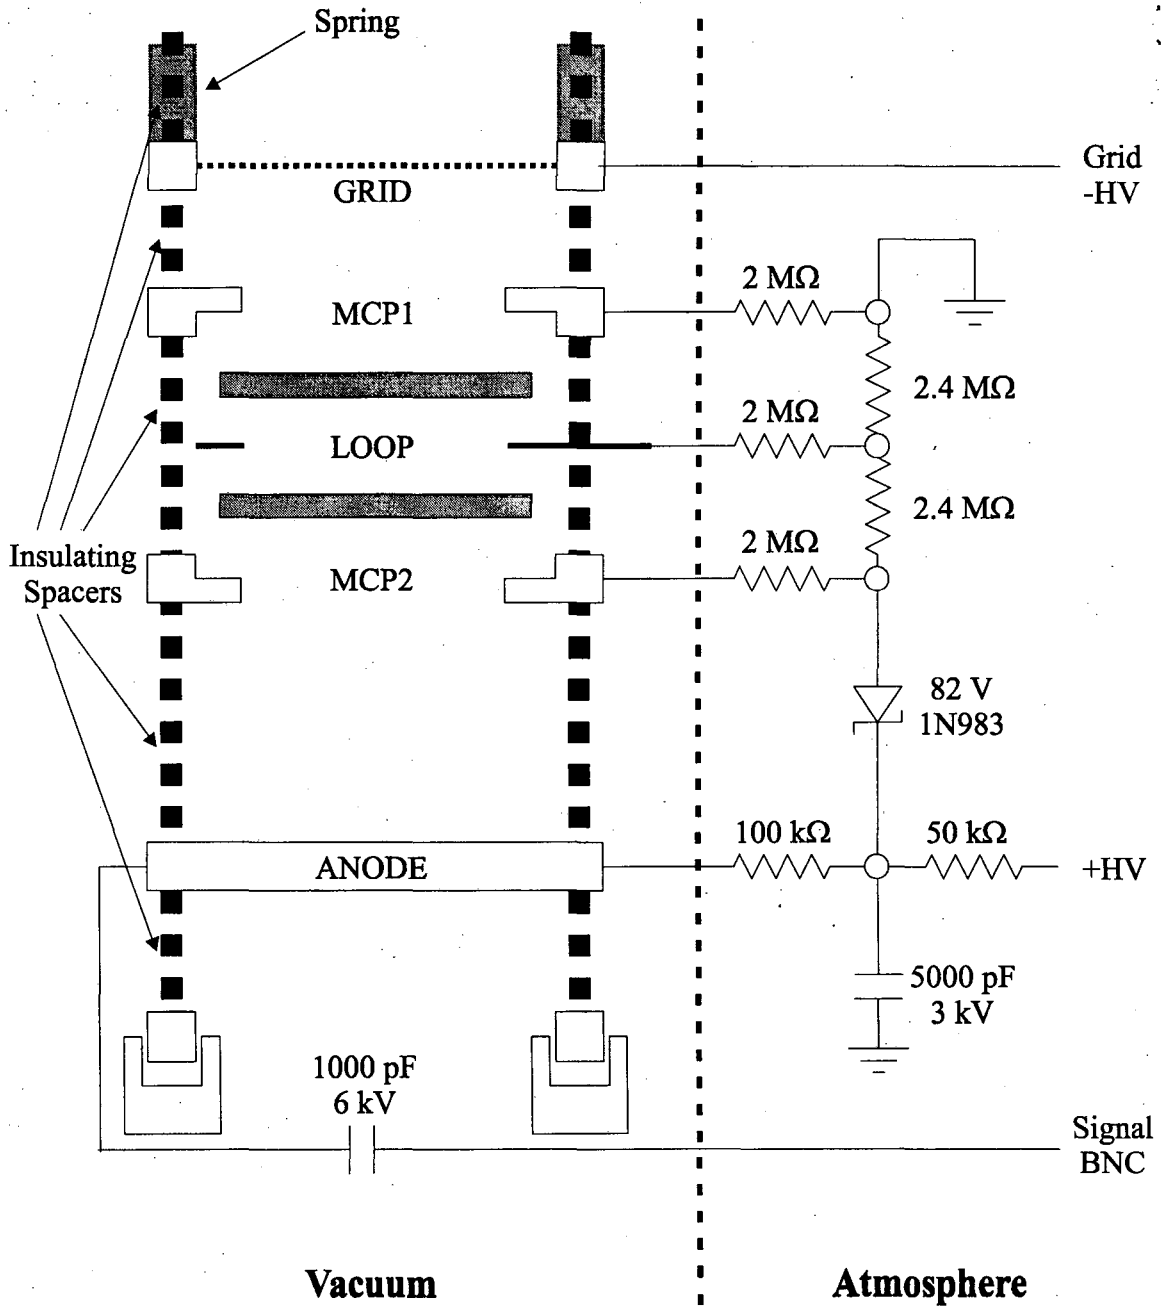 Spring
Grid
-HV
GRID
2 MΩ
MCP1
2.4 MΩ
2 MΩ
LOOP
2.4 MΩ
2 MΩ
Insulating
Spacers
MCP2
82 V
1N983
100 kΩ
50 kΩ
ANODE
+HV
5000 pF
3 kV
1000 pF
6 kV
Signal
BNC
Vacuum
Atmosphere